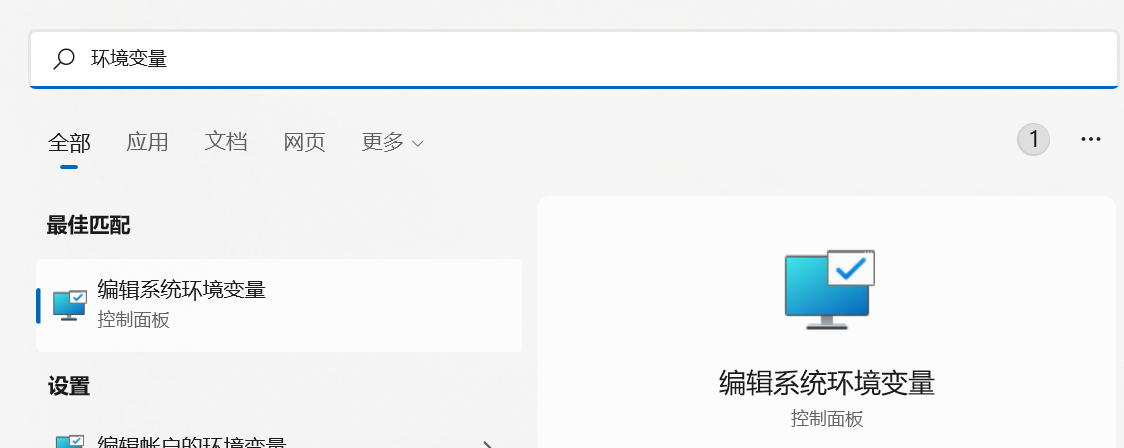 环境变量
全部 应用 文档 网页 更多
1 ···
最佳匹配
编辑系统环境变量
控制面板
设置
编辑帐户的环境变量
编辑系统环境变量
控制面板